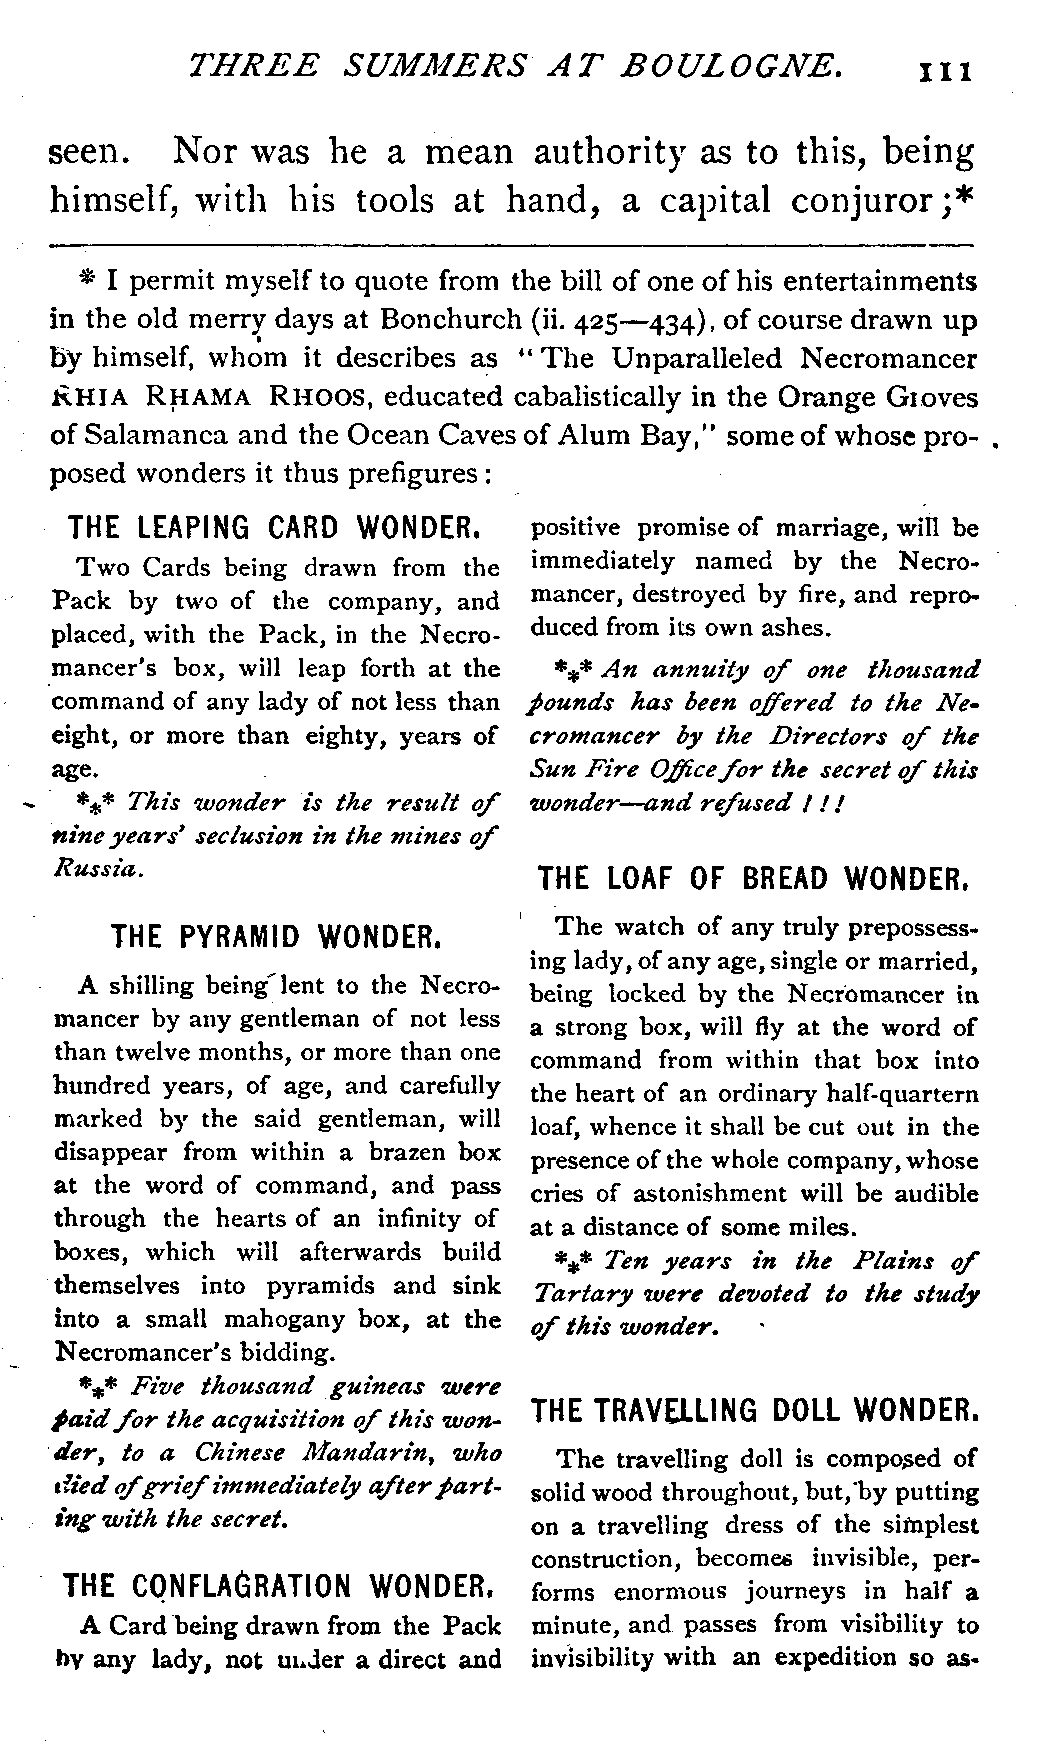 THREE SUMMERS AT BOULOGNE. 111
seen. Nor was he a mean authority as to this, being
himself, with his tools at hand, a capital conjuror;*
* I permit myself to quote from the bill of one of his entertainments
in the old merry days at Bonchurch (ii. 425—434), of course drawn up
by himself, whom it describes as "The Unparalleled Necromancer
RHIA RHAMA RHOOS, educated cabalistically in the Orange Groves
of Salamanca and the Ocean Caves of Alum Bay," some of whose pro-
posed wonders it thus prefigures:
THE LEAPING CARD WONDER.
Two Cards being drawn from the
Pack by two of the company, and
placed, with the Pack, in the Necro-
mancer's box, will leap forth at the
command of any lady of not less than
eight, or more than eighty, years of
age.
*** This wonder is the result of
nine years' seclusion in the mines of
Russia.
THE PYRAMID WONDER.
A shilling being lent to the Necro-
mancer by any gentleman of not less
than twelve months, or more than one
hundred years, of age, and carefully
marked by the said gentleman, will
disappear from within a brazen box
at the word of command, and pass
through the hearts of an infinity of
boxes, which will afterwards build
themselves into pyramids and sink
into a small mahogany box, at the
Necromancer's bidding.
*** Five thousand guineas were
paid for the acquisition of this won-
der, to a Chinese Mandarin, who
died of grief immediately after part-
ing with the secret.
THE CONFLAGRATION WONDER.
A Card being drawn from the Pack
by any lady, not under a direct and
positive promise of marriage, will be
immediately named by the Necro-
mancer, destroyed by fire, and repro-
duced from its own ashes.
*** An annuity of one thousand
pounds has been offered to the Ne-
cromancer by the Directors of the
Sun Fire Office for the secret of this
wonder—and refused ! ! !
THE LOAF OF BREAD WONDER.
The watch of any truly prepossess-
ing lady, of any age, single or married,
being locked by the Necromancer in
a strong box, will fly at the word of
command from within that box into
the heart of an ordinary half-quartern
loaf, whence it shall be cut out in the
presence of the whole company, whose
cries of astonishment will be audible
at a distance of some miles.
*** Ten years in the Plains of
Tartary were devoted to the study
of this wonder.
THE TRAVELLING DOLL WONDER.
The travelling doll is composed of
solid wood throughout, but, by putting
on a travelling dress of the simplest
construction, becomes invisible, per-
forms enormous journeys in half a
minute, and passes from visibility to
invisibility with an expedition so as-